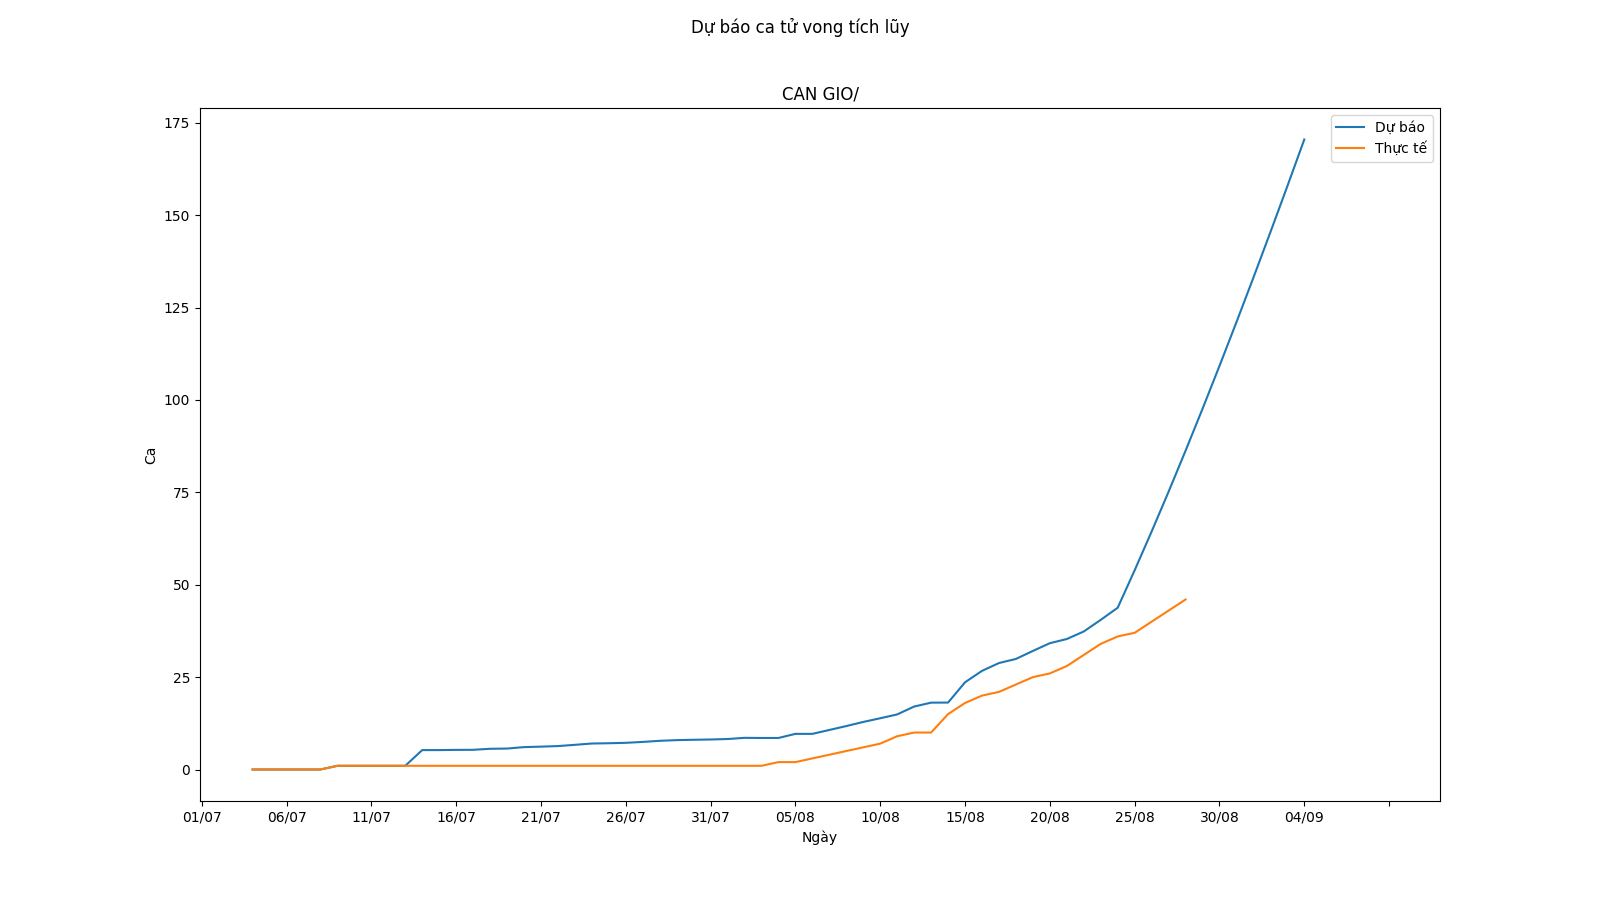 Dự báo ca tử vong tích lũy
CAN GIO/
Dự báo
Thực tế
175
150
125
100
75
50
25
0
Ca
01/07 06/07 11/07 16/07 21/07 26/07 31/07 05/08 10/08 15/08 20/08 25/08 30/08 04/09
Ngày